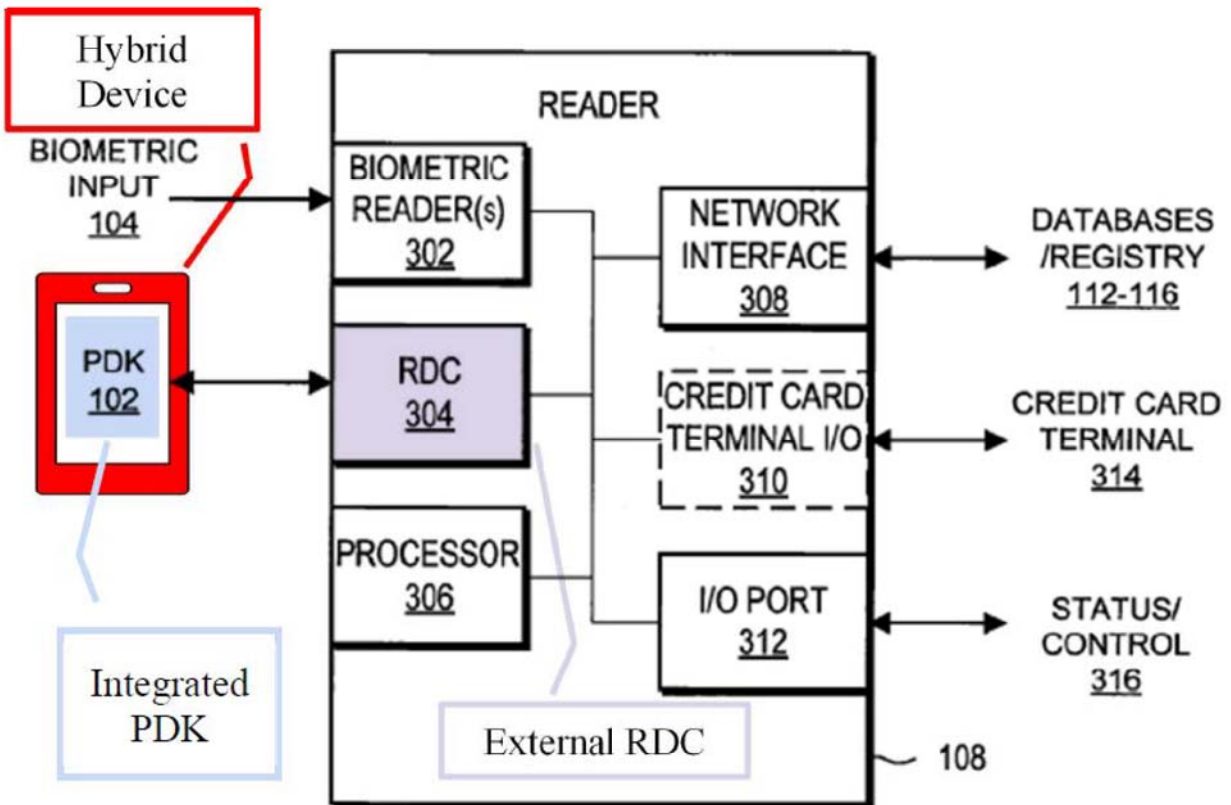 Hybrid
Device
BIOMETRIC
INPUT
104
PDK
102
Integrated
PDK
READER
BIOMETRIC
READER(s)
302
RDC
304
PROCESSOR
306
External RDC
NETWORK
INTERFACE
308
CREDIT CARD
TERMINAL I/O
310
I/O PORT
312
108
DATABASES
/REGISTRY
112-116
CREDIT CARD
TERMINAL
314
STATUS/
CONTROL
316